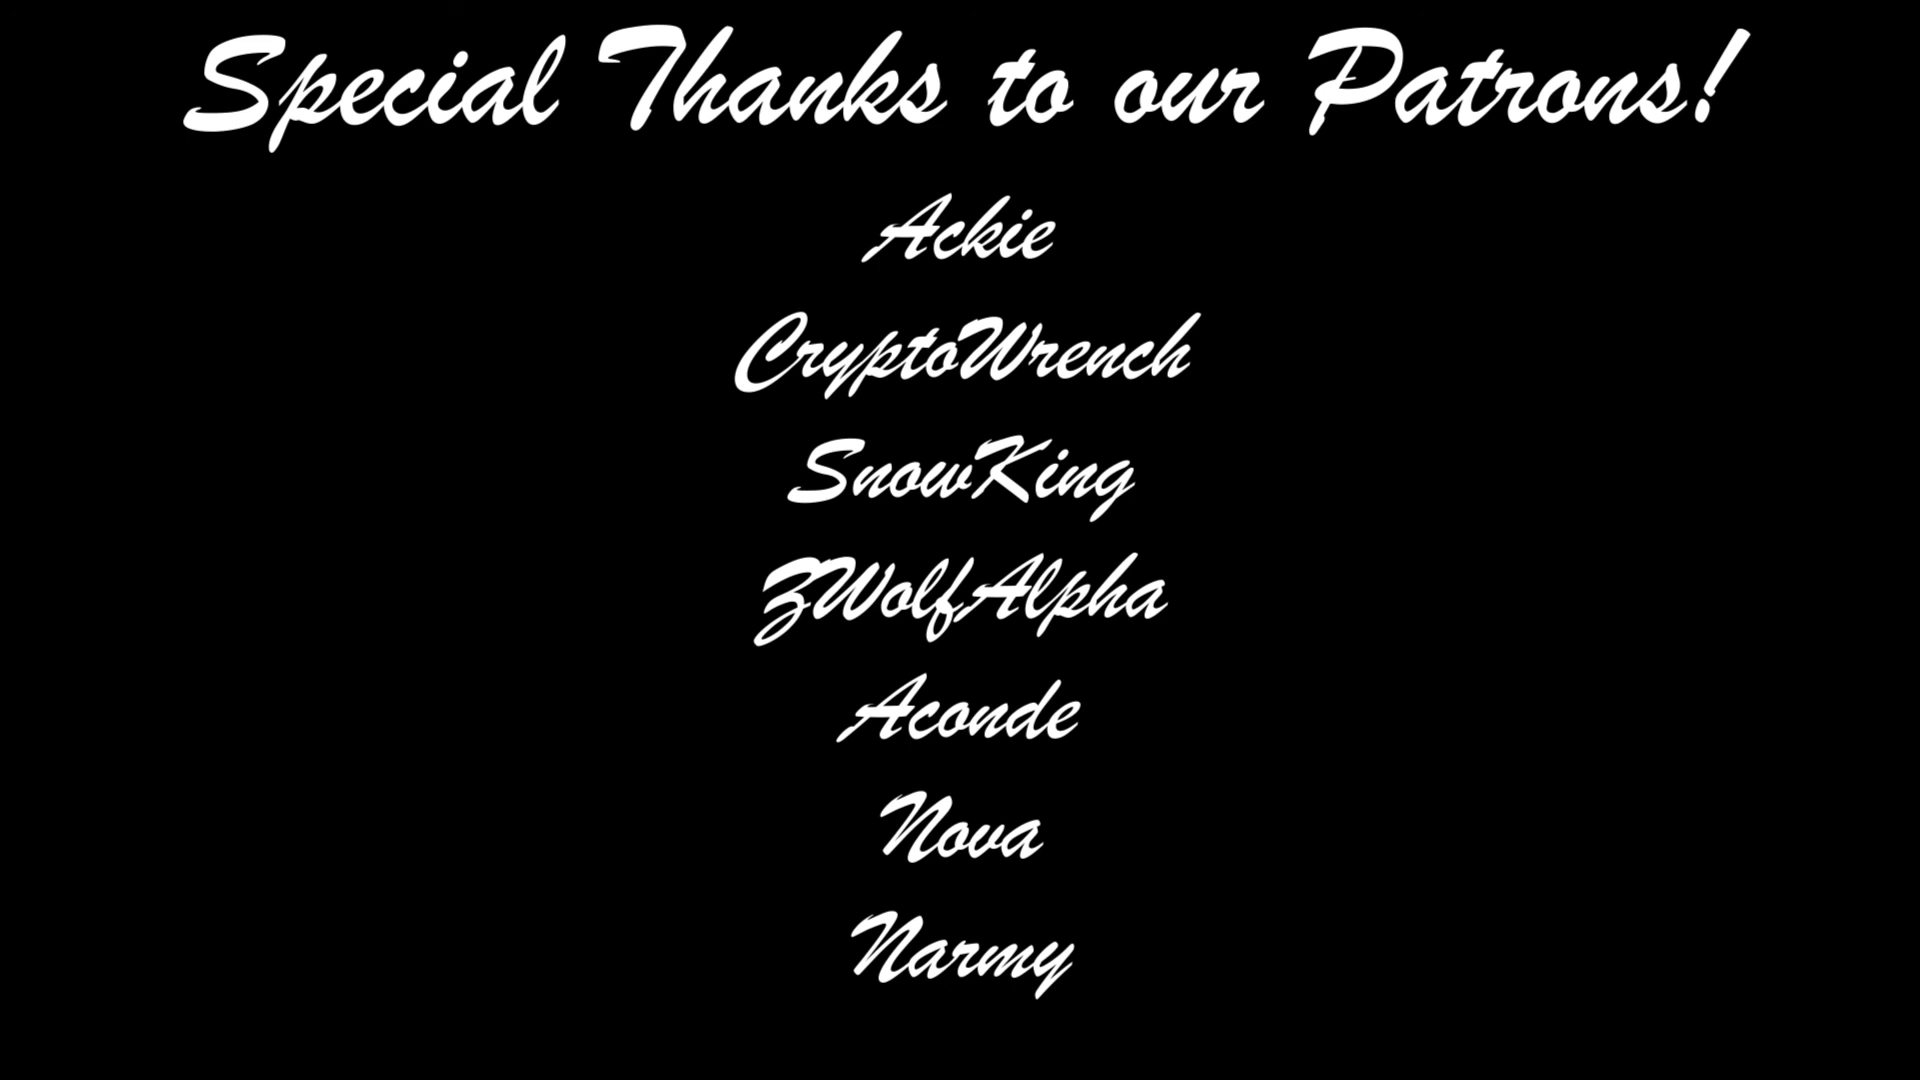 Special Thanks to our Patrons!
Ackie
CryptoWrench
SnowKing
ZWolfAlpha
Aconde
Nova
Narmy